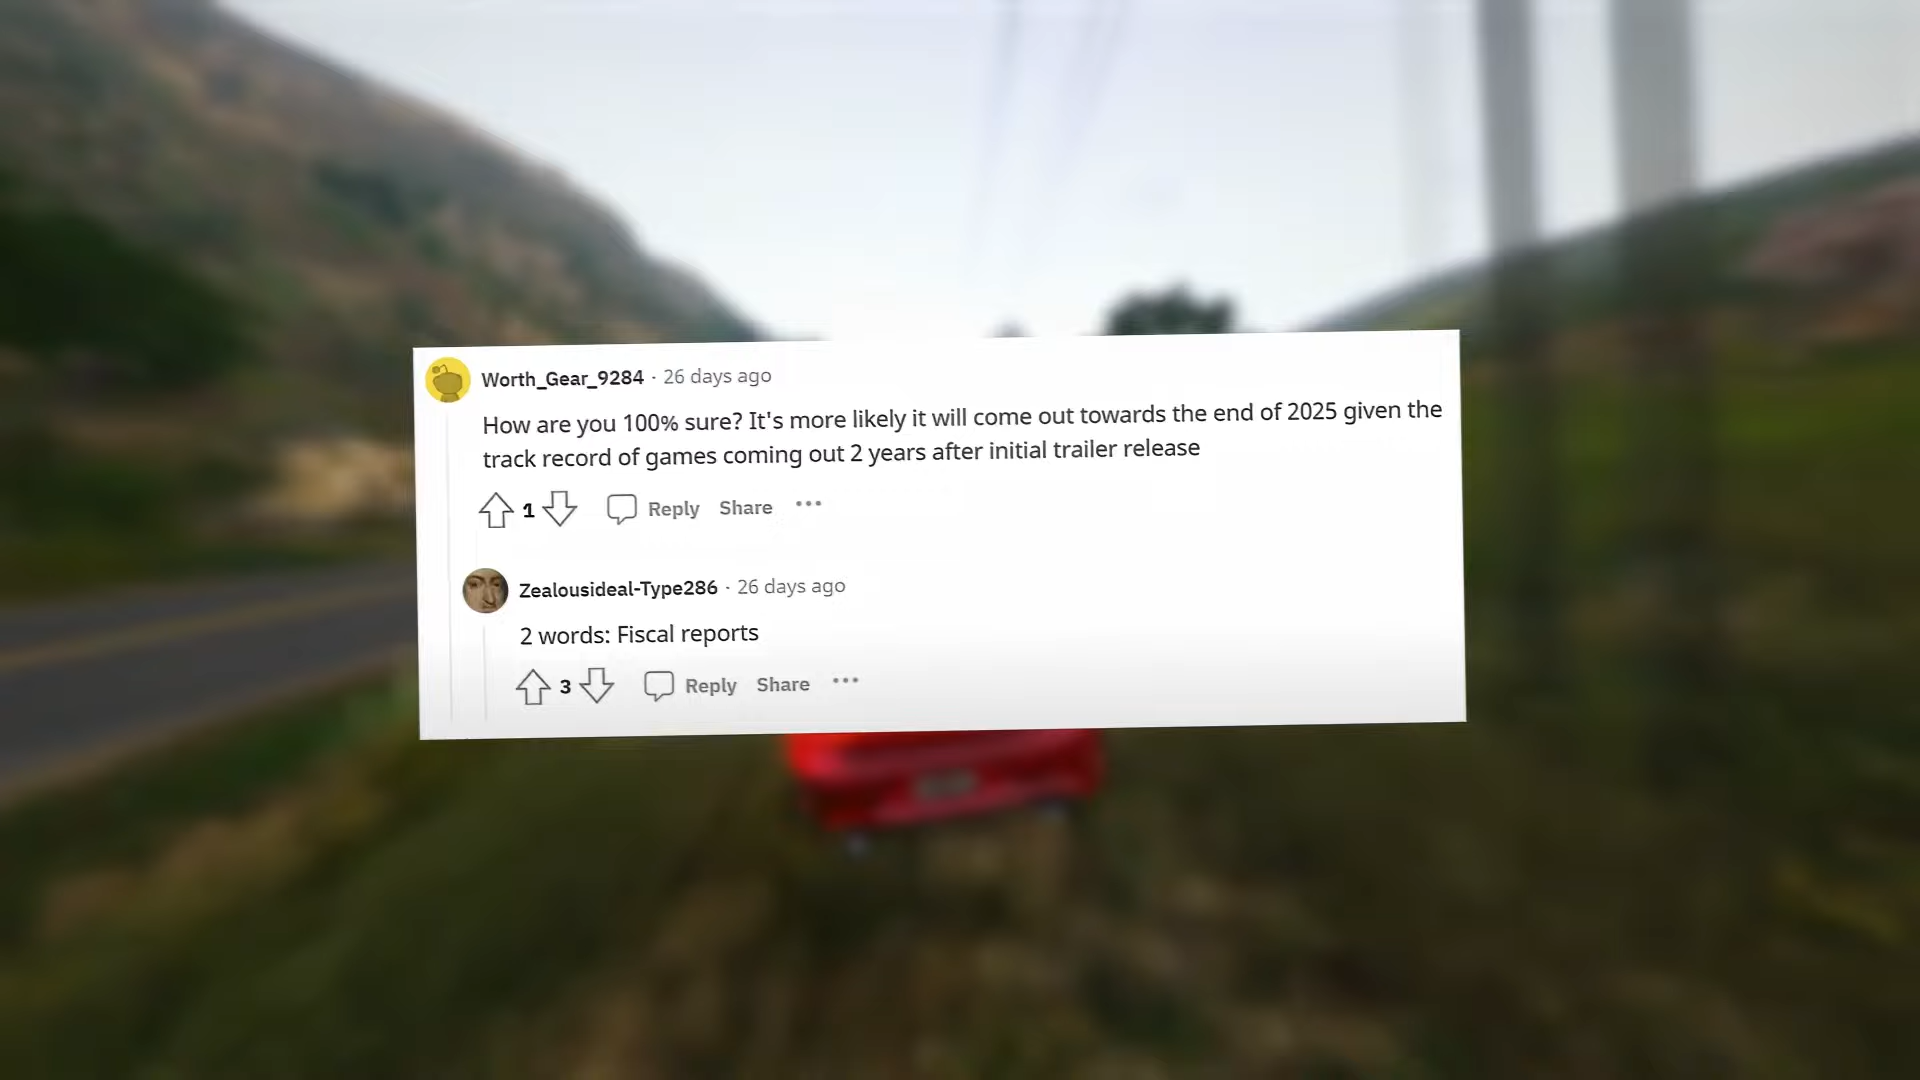 Worth_Gear_9284 · 26 days ago
How are you 100% sure? It's more likely it will come out towards the end of 2025 given the
track record of games coming out 2 years after initial trailer release
1 Reply Share ···
Zealousideal-Type286 · 26 days ago
2 words: Fiscal reports
3 Reply Share ···